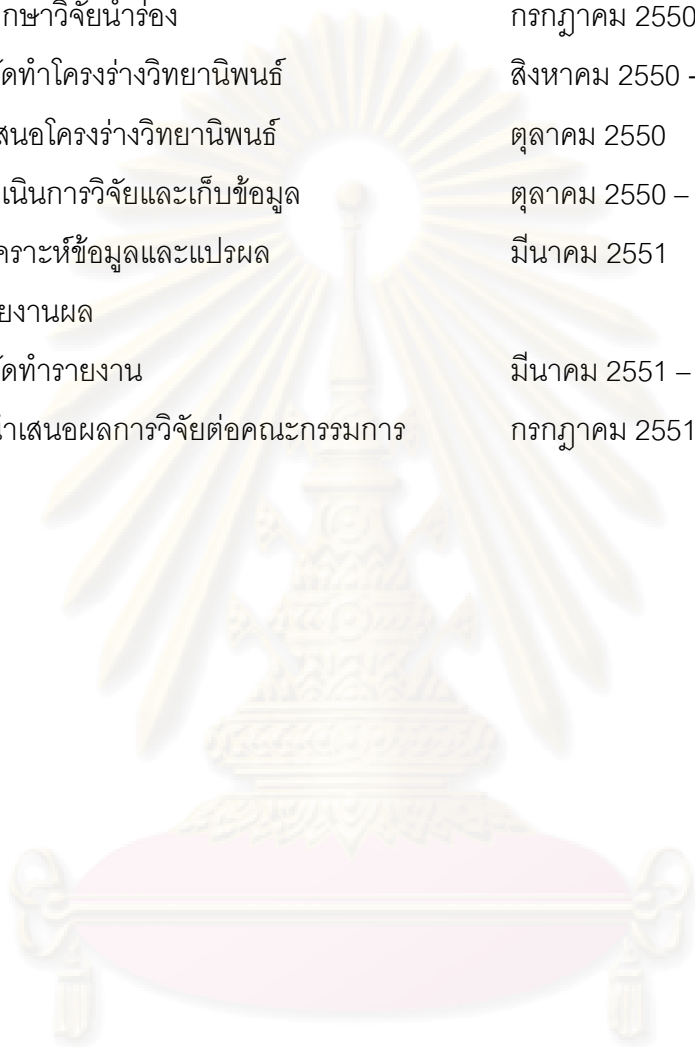 กษาวิจัยนำร่อง กรกฎาคม 2550
ัดทำโครงร่างวิทยานิพนธ์ สิงหาคม 2550 -
สนอโครงร่างวิทยานิพนธ์ ตุลาคม 2550
เนินการวิจัยและเก็บข้อมูล ตุลาคม 2550 –
คราะห์ข้อมูลและแปรผล มีนาคม 2551
ยงานผล
ัดทำรายงาน มีนาคม 2551 –
นำเสนอผลการวิจัยต่อคณะกรรมการ กรกฎาคม 2551